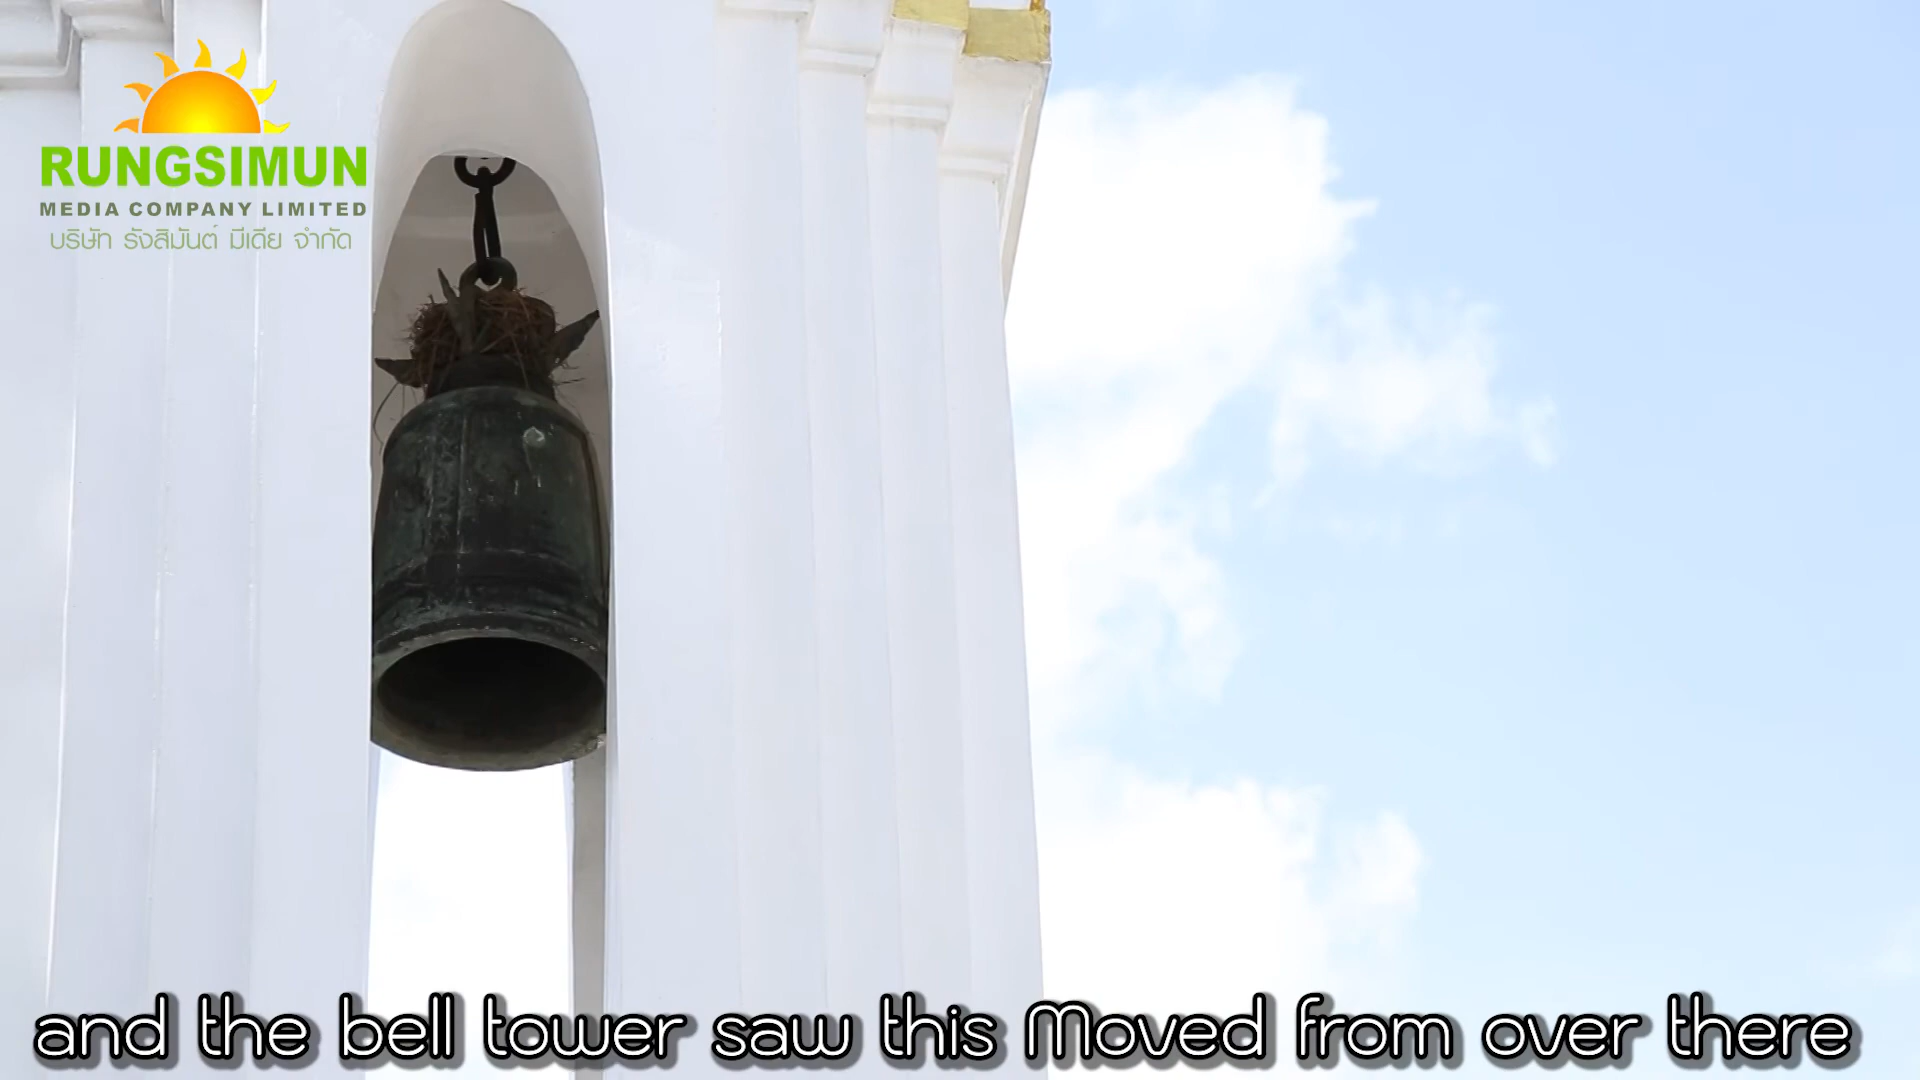 RUNGSIMUN
MEDIA COMPANY LIMITED
บริษัท รังสิมันต์ มีเดีย จำกัด
and the bell tower saw this Moved from over there